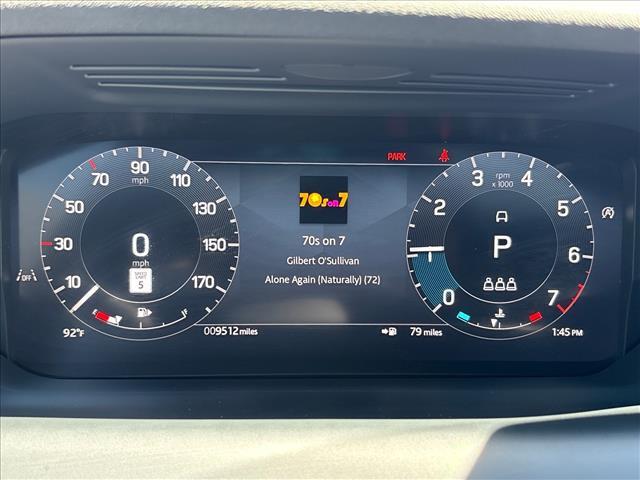 PARK
10 30 50 70 90 110 130 150 170
mph
0
mph
SPEED
LIMIT
5
OFF
E F
92°F
009512 miles
70s on 7
70s on 7
Gilbert O'Sullivan
Alone Again (Naturally) (72)
79 miles
0 1 2 3 4 5 6 7
rpm
x 1000
P
A
1:45 PM